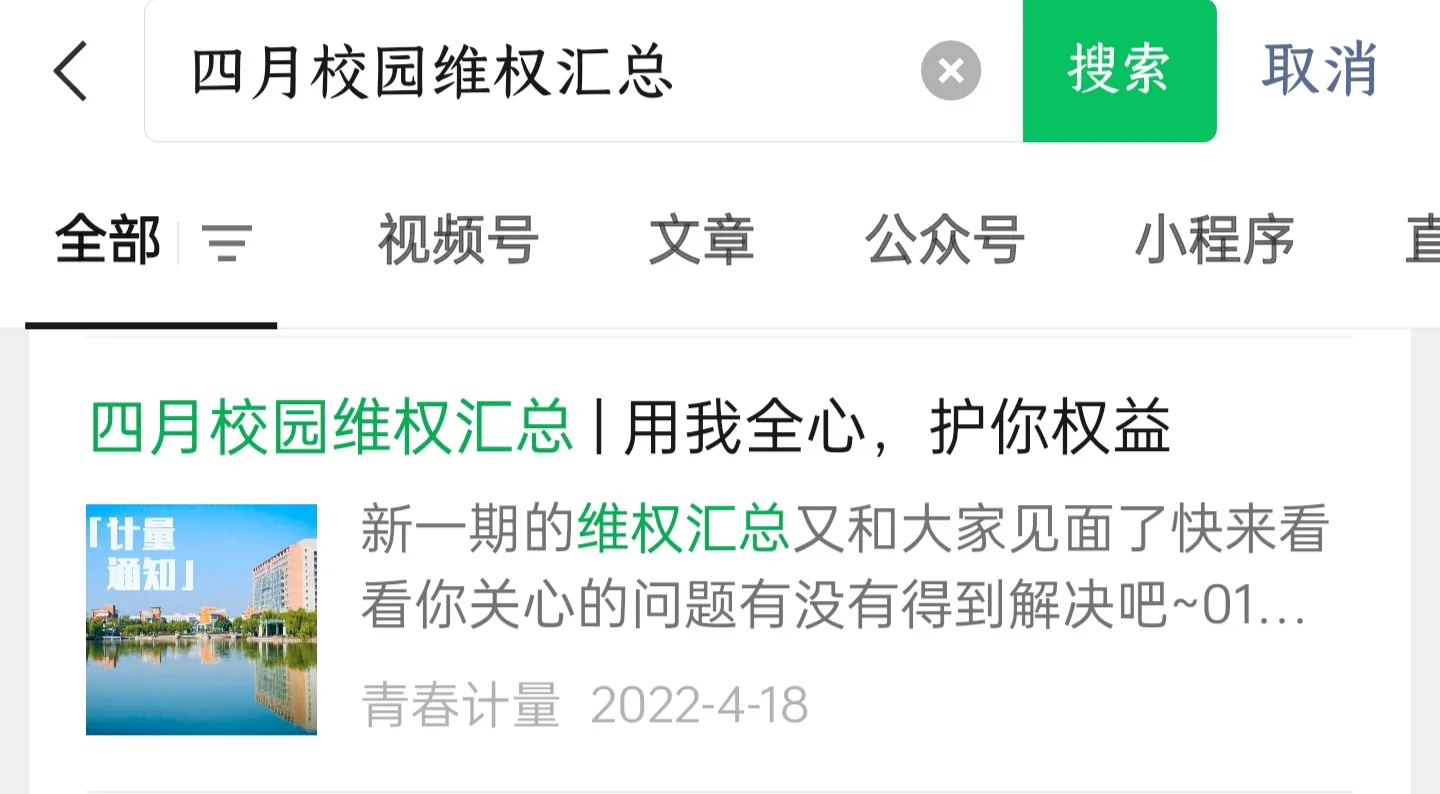 四月校园维权汇总
搜索
取消
全部
视频号
文章
公众号
小程序
四月校园维权汇总 | 用我全心，护你权益
「计量
通知」
新一期的维权汇总又和大家见面了快来看
看你关心的问题有没有得到解决吧~01...
青春计量 2022-4-18